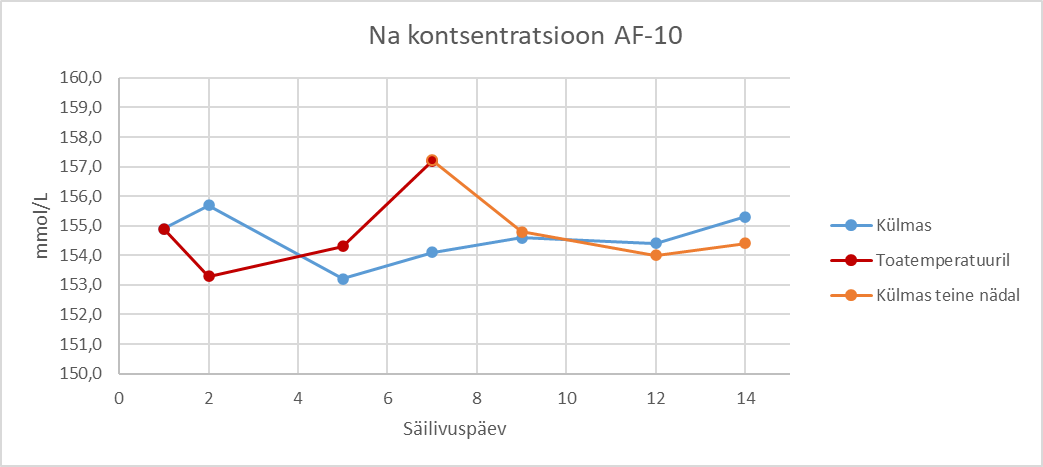 Na kontsentratsioon AF-10
160,0
159,0
158,0
157,0
156,0
155,0
154,0
153,0
152,0
151,0
150,0
mmol/L
0 2 4 6 8 10 12 14
Säilivuspäev
Külmas
Toatemperatuuril
Külmas teine nädal